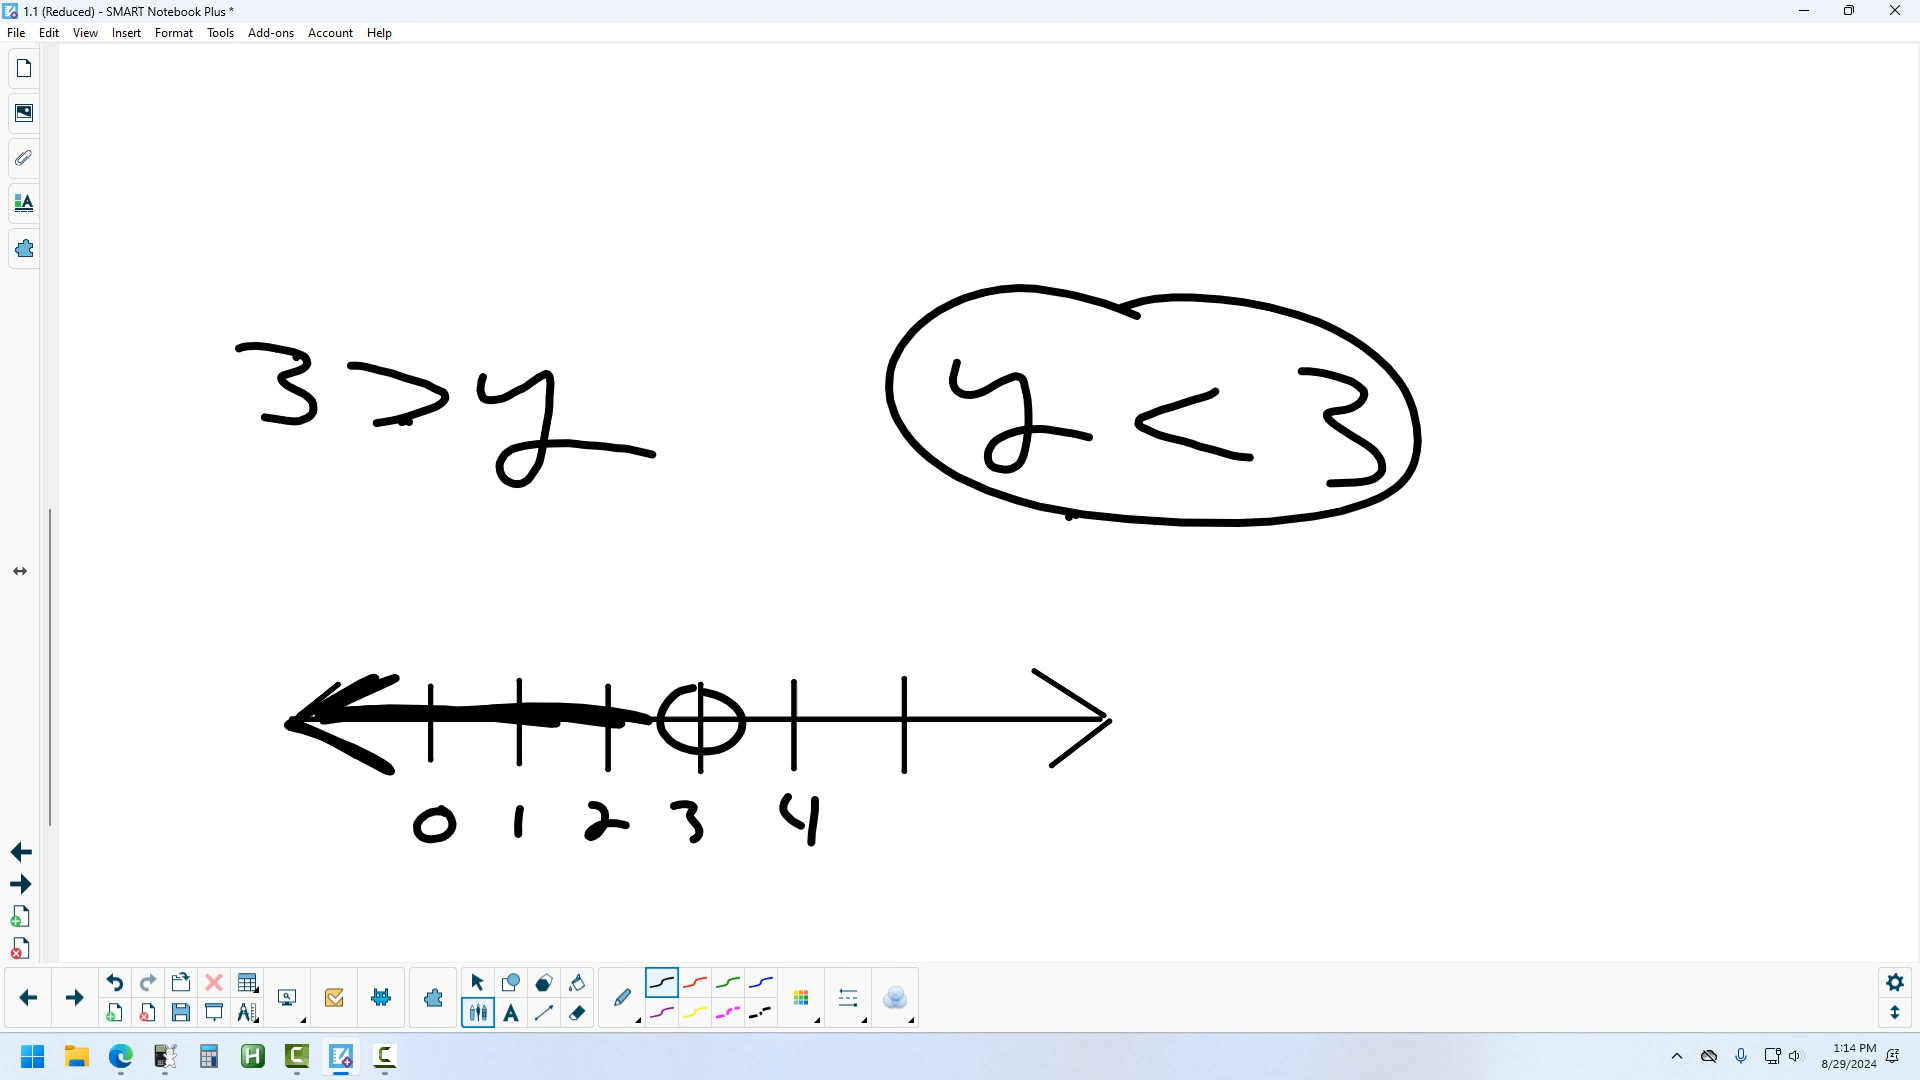 1.1 (Reduced) - SMART Notebook Plus *
File Edit View Insert Format Tools Add-ons Account Help
3 > y
y < 3
0 1 2 3 4
1:14 PM
8/29/2024